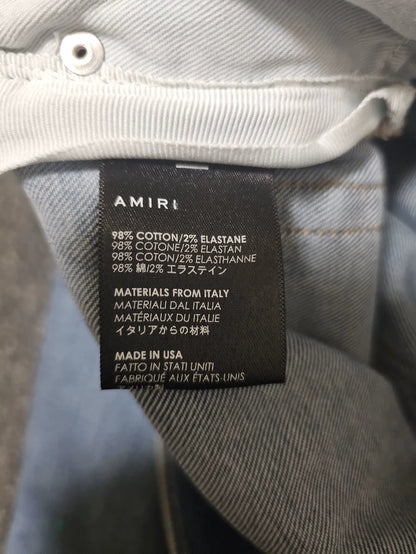 AMIRI
98% COTTON/2% ELASTANE
98% COTONE/2% ELASTAN
98% COTON/2% ELASTHANNE
98% 綿/2% エラステイン
MATERIALS FROM ITALY
MATERIALI DAL ITALIA
MATÉRIAUX DU ITALIE
イタリアからの材料
MADE IN USA
FATTO IN STATI UNITI
FABRIQUÉ AUX ÉTATS-UNIS